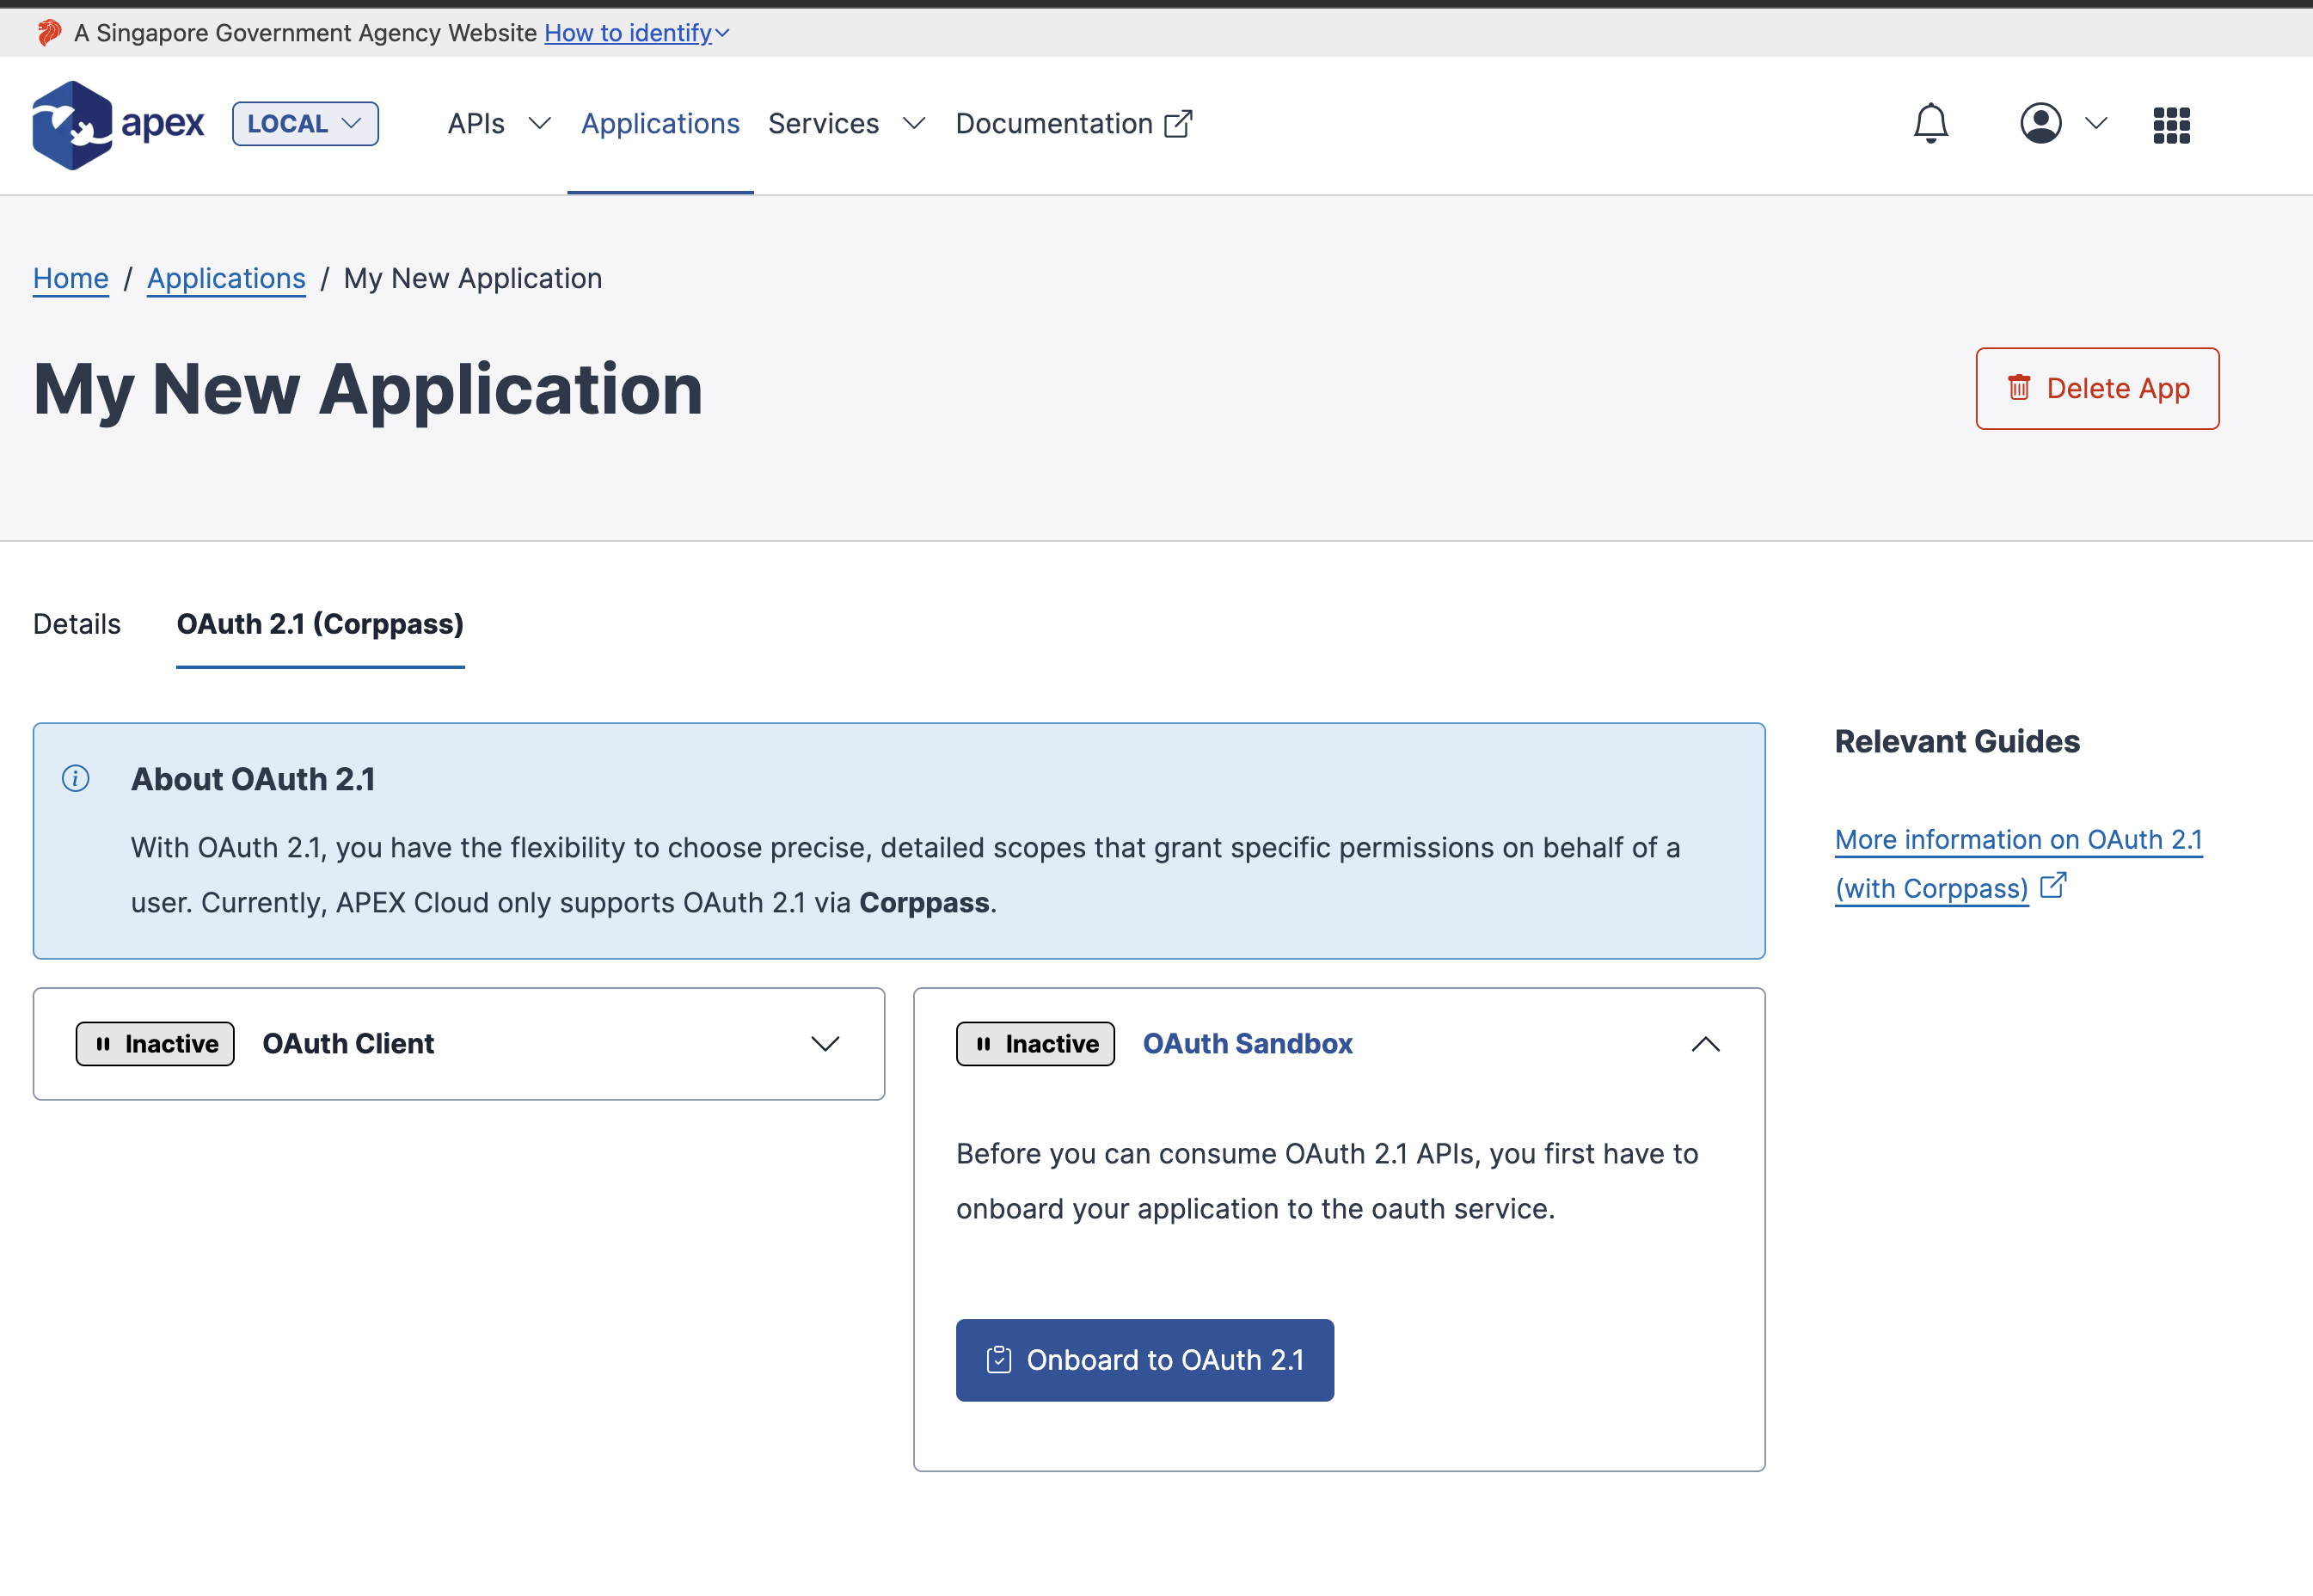 A Singapore Government Agency Website How to identify
apex
LOCAL
APIs
Applications
Services
Documentation
Home / Applications / My New Application
My New Application
Delete App
Details
OAuth 2.1 (Corppass)
About OAuth 2.1
With OAuth 2.1, you have the flexibility to choose precise, detailed scopes that grant specific permissions on behalf of a
user. Currently, APEX Cloud only supports OAuth 2.1 via Corppass.
Relevant Guides
More information on OAuth 2.1
(with Corppass)
Inactive OAuth Client
Inactive OAuth Sandbox
Before you can consume OAuth 2.1 APIs, you first have to
onboard your application to the oauth service.
Onboard to OAuth 2.1